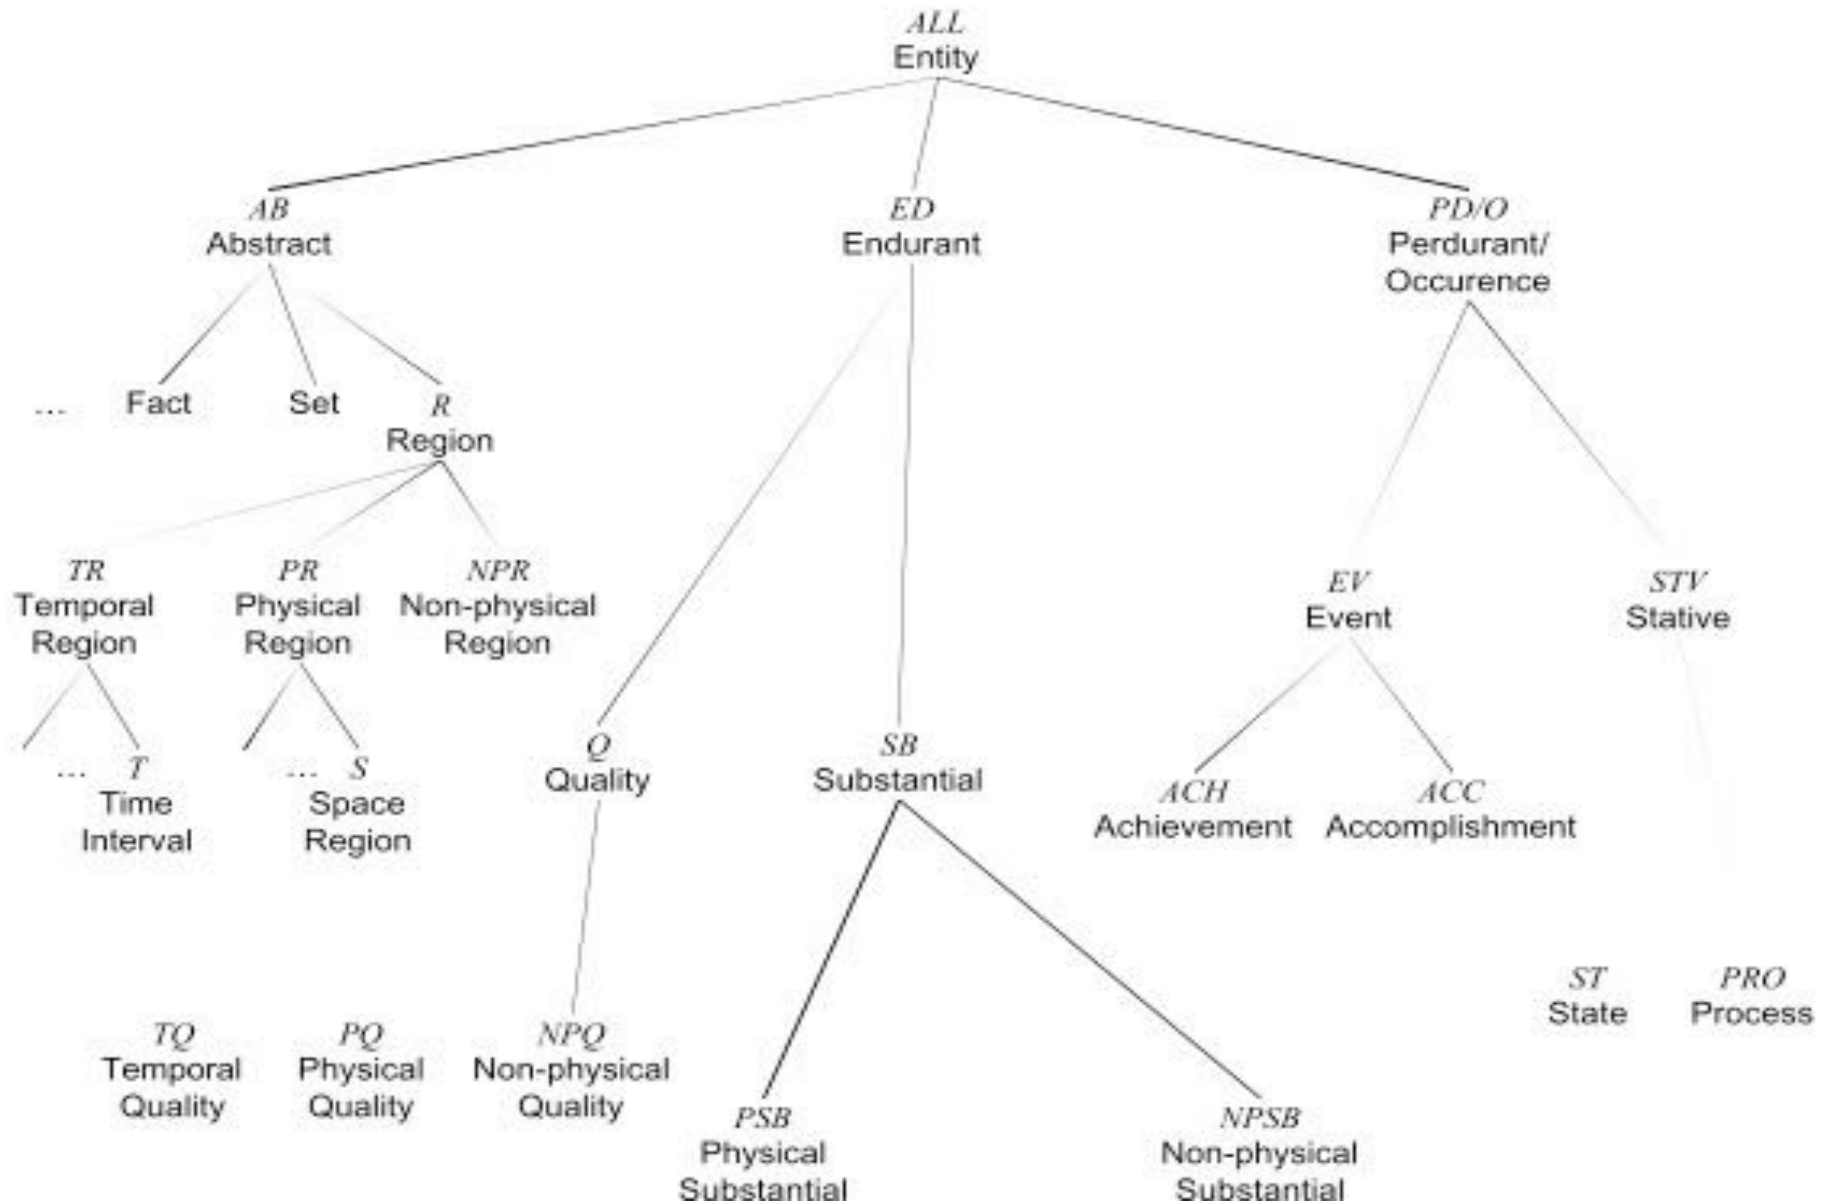 ALL
Entity
AB
Abstract
ED
Endurant
PD/O
Perdurant/
Occurence
...
Fact
Set
R
Region
TR
Temporal
Region
PR
Physical
Region
NPR
Non-physical
Region
EV
Event
STV
Stative
... T
Time
Interval
... S
Space
Region
Q
Quality
SB
Substantial
ACH
Achievement
ACC
Accomplishment
ST
State
PRO
Process
TQ
Temporal
Quality
PQ
Physical
Quality
NPQ
Non-physical
Quality
PSB
Physical
Substantial
NPSB
Non-physical
Substantial